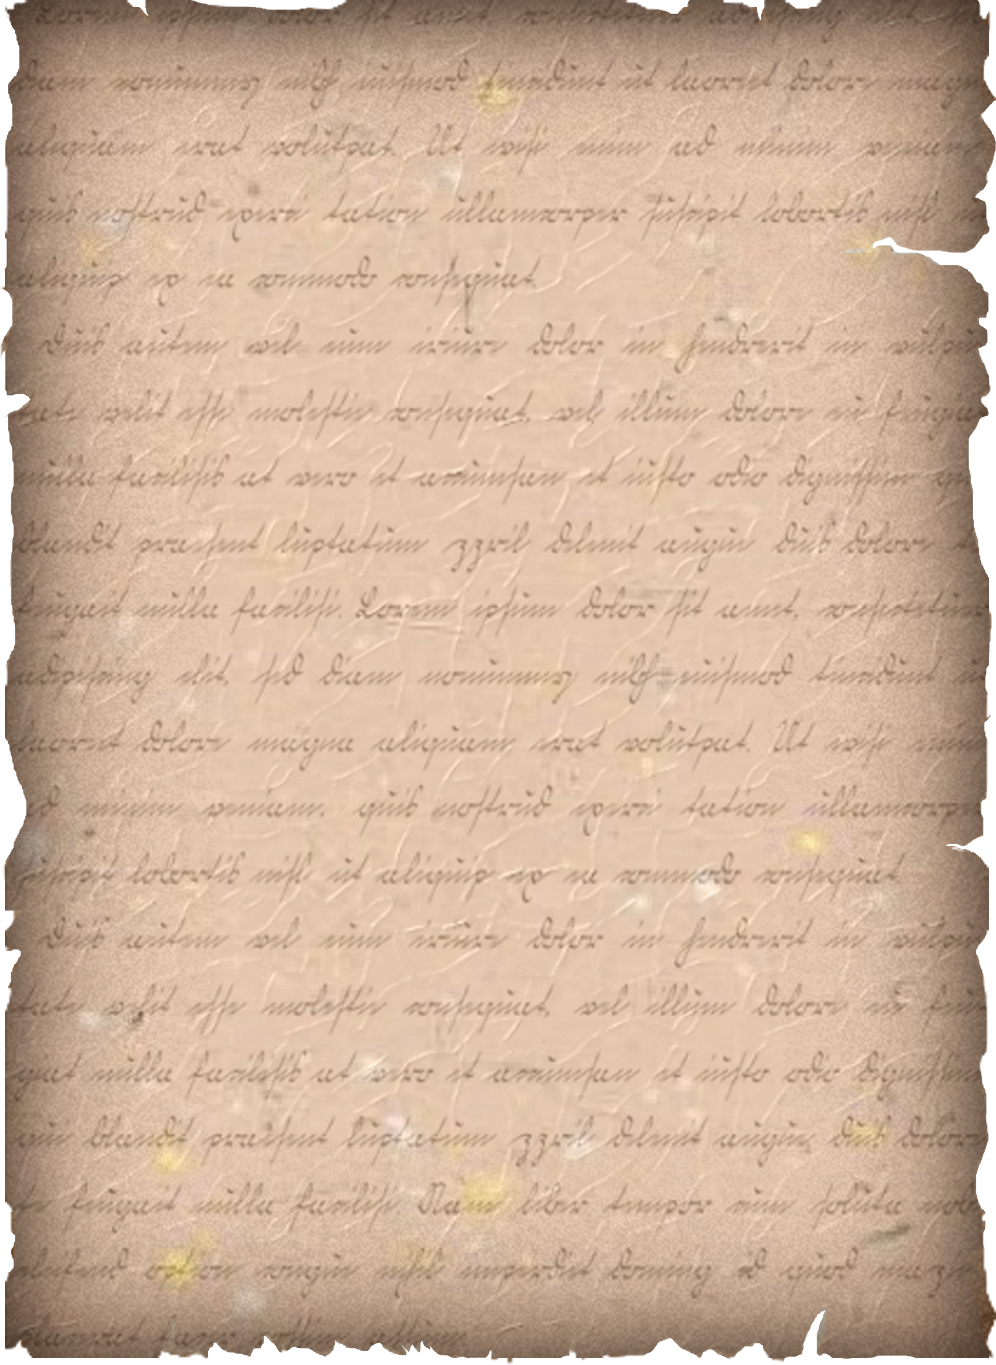 Lorem ipsum dolor sit amet, consectetuer adipiscing elit, sed
diam nonummy nibh euismod tincidunt ut laoreet dolore magna
aliquam erat volutpat. Ut wisi enim ad minim veniam
quis nostrud exerci tation ullamcorper suscipit lobortis nisl
aliquip ex ea commodo consequat.
Duis autem vel eum iriure dolor in hendrerit in vulpu
tate velit esse molestie consequat, vel illum dolore eu feugiat
nulla facilisis at vero et accumsan et iusto odio dignissim qui
blandit praesent luptatum zzril delenit augue duis dolore
feugait nulla facilisi. Lorem ipsum dolor sit amet, consectetuer
adipiscing elit, sed diam nonummy nibh euismod tincidunt ut
laoreet dolore magna aliquam erat volutpat. Ut wisi enim
ad minim veniam, quis nostrud exerci tation ullamcorper
suscipit lobortis nisl ut aliquip ex ea commodo consequat.
Duis autem vel eum iriure dolor in hendrerit in vulpu
tate velit esse molestie consequat, vel illum dolore eu feu
giat nulla facilisis at vero et accumsan et iusto odio dignissim
qui blandit praesent luptatum zzril delenit augue duis dolore
te feugait nulla facilisi. Nam liber tempor cum soluta nobis
eleifend option congue nihil imperdiet doming id quod mazim
placerat facer